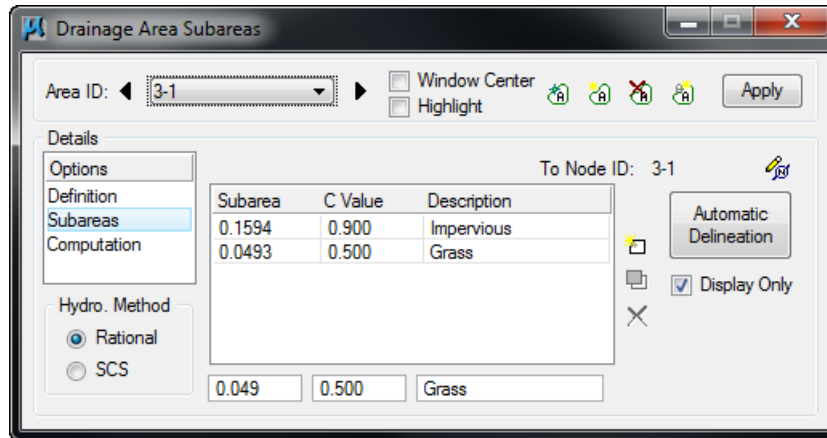 Drainage Area Subareas
Area ID: 3-1 Window Center Apply
Highlight
Details
Options To Node ID: 3-1
Definition
Subareas
Computation
Subarea C Value Description
0.1594 0.900 Impervious
0.0493 0.500 Grass
Automatic
Delineation
Display Only
Hydro. Method
Rational
SCS
0.049 0.500 Grass